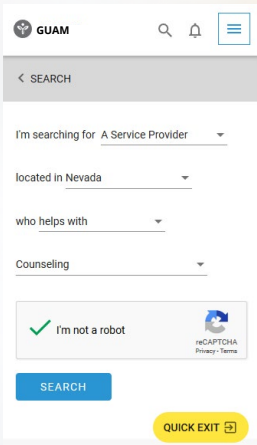 GUAM
SEARCH
I'm searching for A Service Provider
located in Nevada
who helps with
Counseling
I'm not a robot
reCAPTCHA
Privacy - Terms
SEARCH
QUICK EXIT